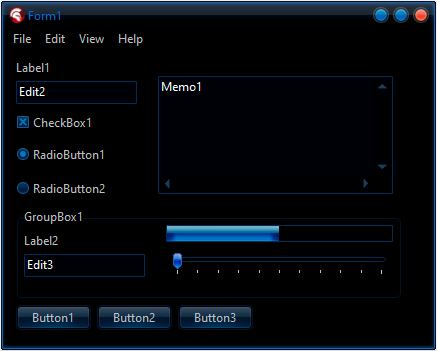 Form1
File Edit View Help
Label1
Edit2
Memo1
CheckBox1
RadioButton1
RadioButton2
GroupBox1
Label2
Edit3
Button1 Button2 Button3